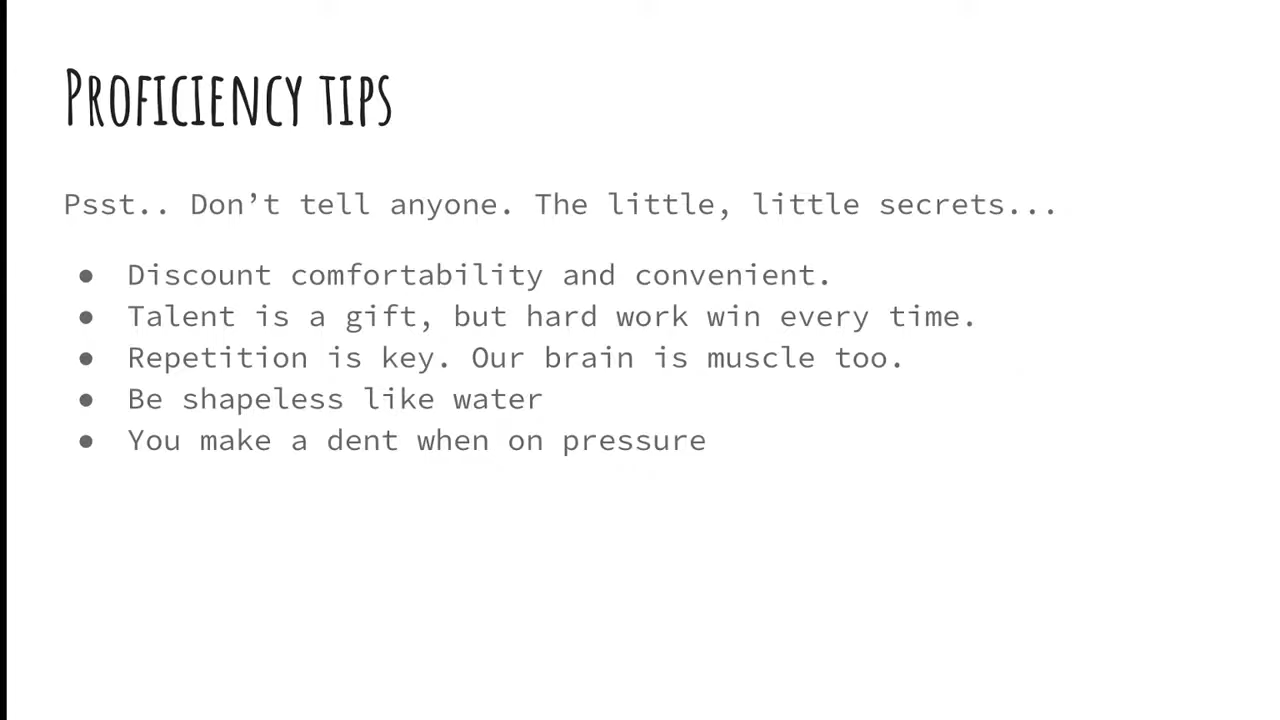 Proficiency tips
Psst.. Don’t tell anyone. The little, little secrets...
● Discount comfortability and convenient.
● Talent is a gift, but hard work win every time.
● Repetition is key. Our brain is muscle too.
● Be shapeless like water
● You make a dent when on pressure